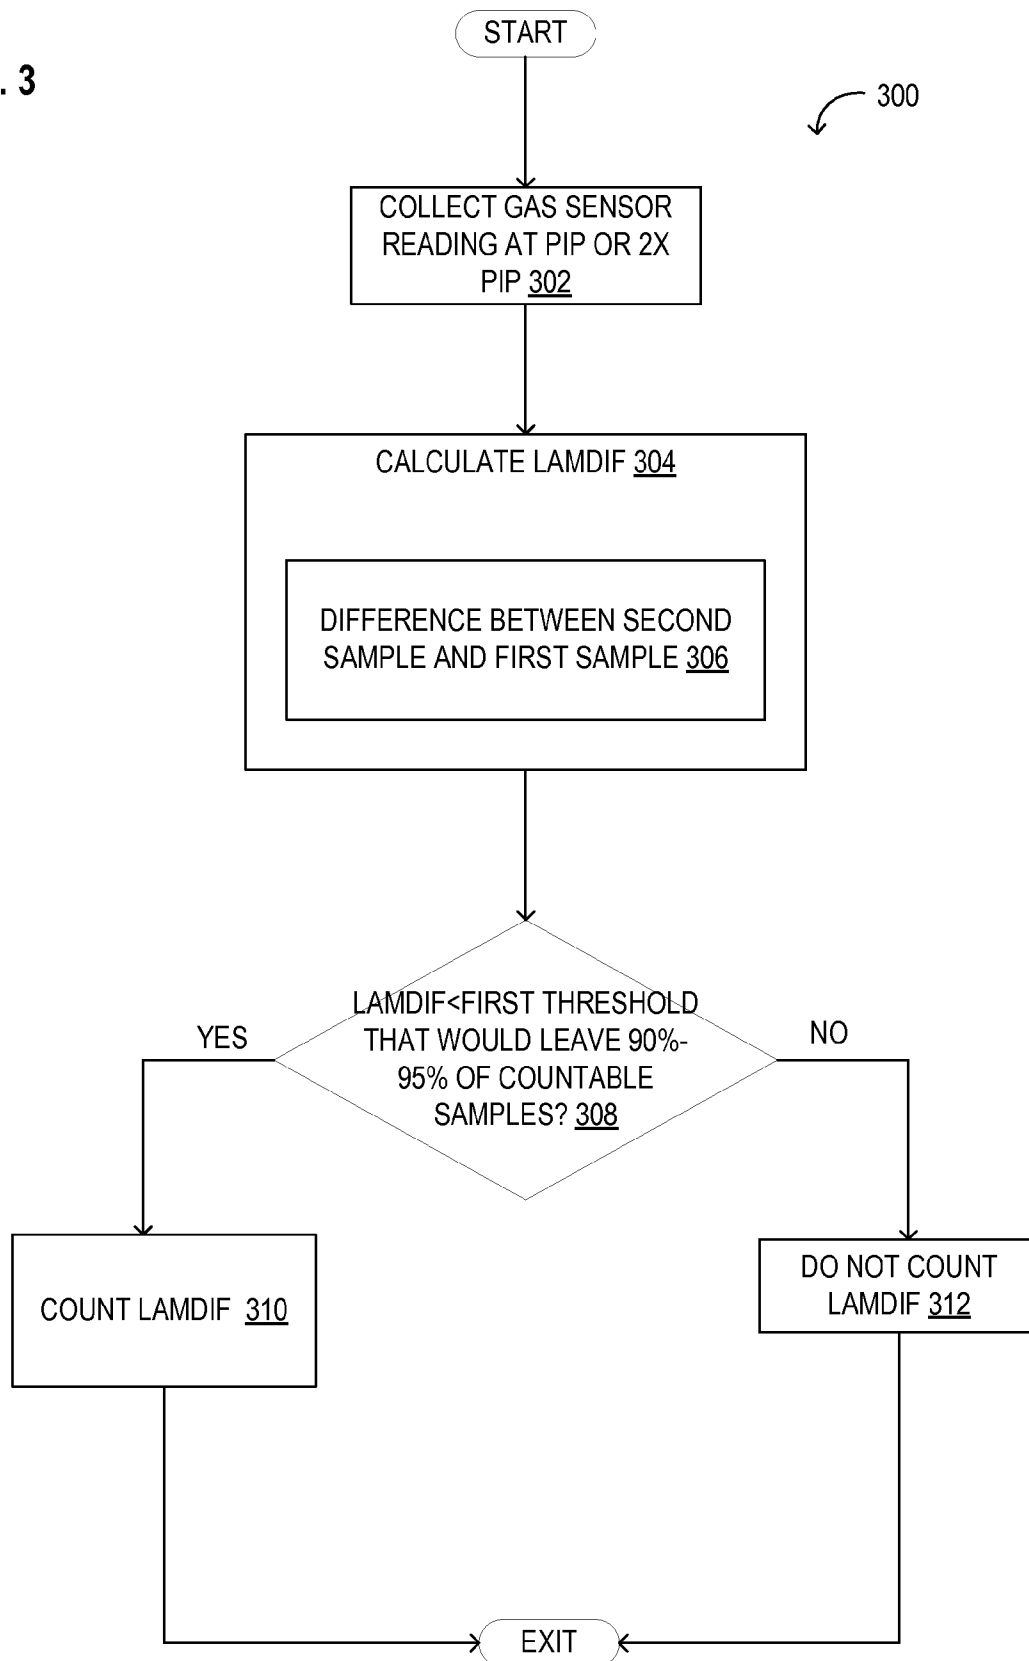 START
. 3
300
COLLECT GAS SENSOR
READING AT PIP OR 2X
PIP 302
CALCULATE LAMDIF 304
DIFFERENCE BETWEEN SECOND
SAMPLE AND FIRST SAMPLE 306
LAMDIF<FIRST THRESHOLD
THAT WOULD LEAVE 90%-
95% OF COUNTABLE
SAMPLES? 308
YES
NO
COUNT LAMDIF 310
DO NOT COUNT
LAMDIF 312
EXIT